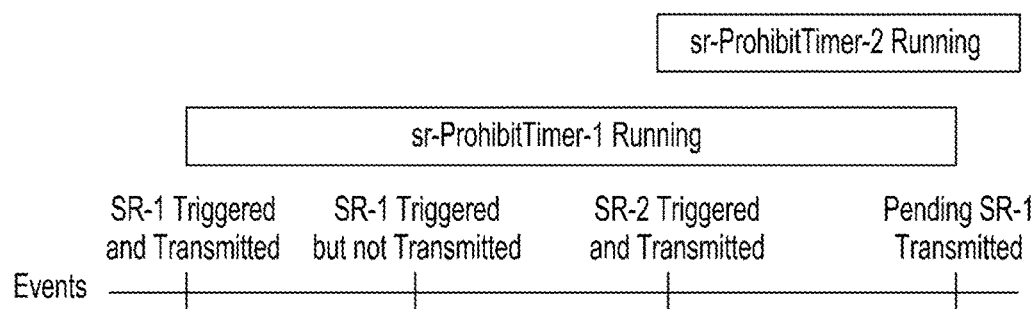 sr-ProhibitTimer-2 Running
sr-ProhibitTimer-1 Running
SR-1 Triggered
and Transmitted
SR-1 Triggered
but not Transmitted
SR-2 Triggered
and Transmitted
Pending SR-1
Transmitted
Events